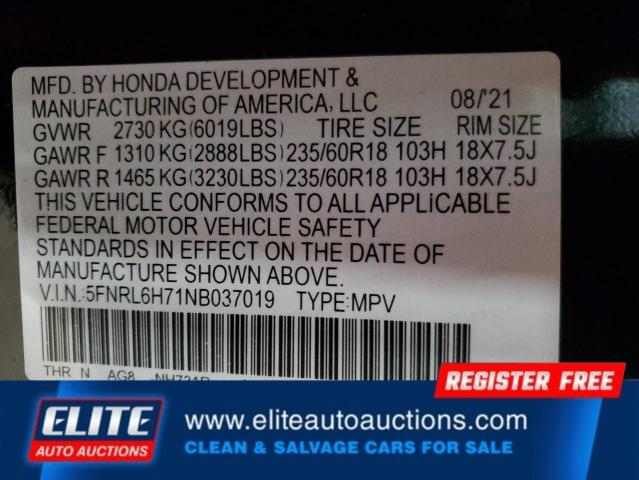 MFD. BY HONDA DEVELOPMENT &
MANUFACTURING OF AMERICA, LLC 08/'21
GVWR 2730 KG(6019LBS) TIRE SIZE RIM SIZE
GAWR F 1310 KG(2888LBS) 235/60R18 103H 18X7.5J
GAWR R 1465 KG(3230LBS) 235/60R18 103H 18X7.5J
THIS VEHICLE CONFORMS TO ALL APPLICABLE
FEDERAL MOTOR VEHICLE SAFETY
STANDARDS IN EFFECT ON THE DATE OF
MANUFACTURE SHOWN ABOVE.
V.I.N.:5FNRL6H71NB037019 TYPE:MPV
THR N AG8
REGISTER FREE
ELITE
AUTO AUCTIONS
www.eliteautoauctions.com
CLEAN & SALVAGE CARS FOR SALE